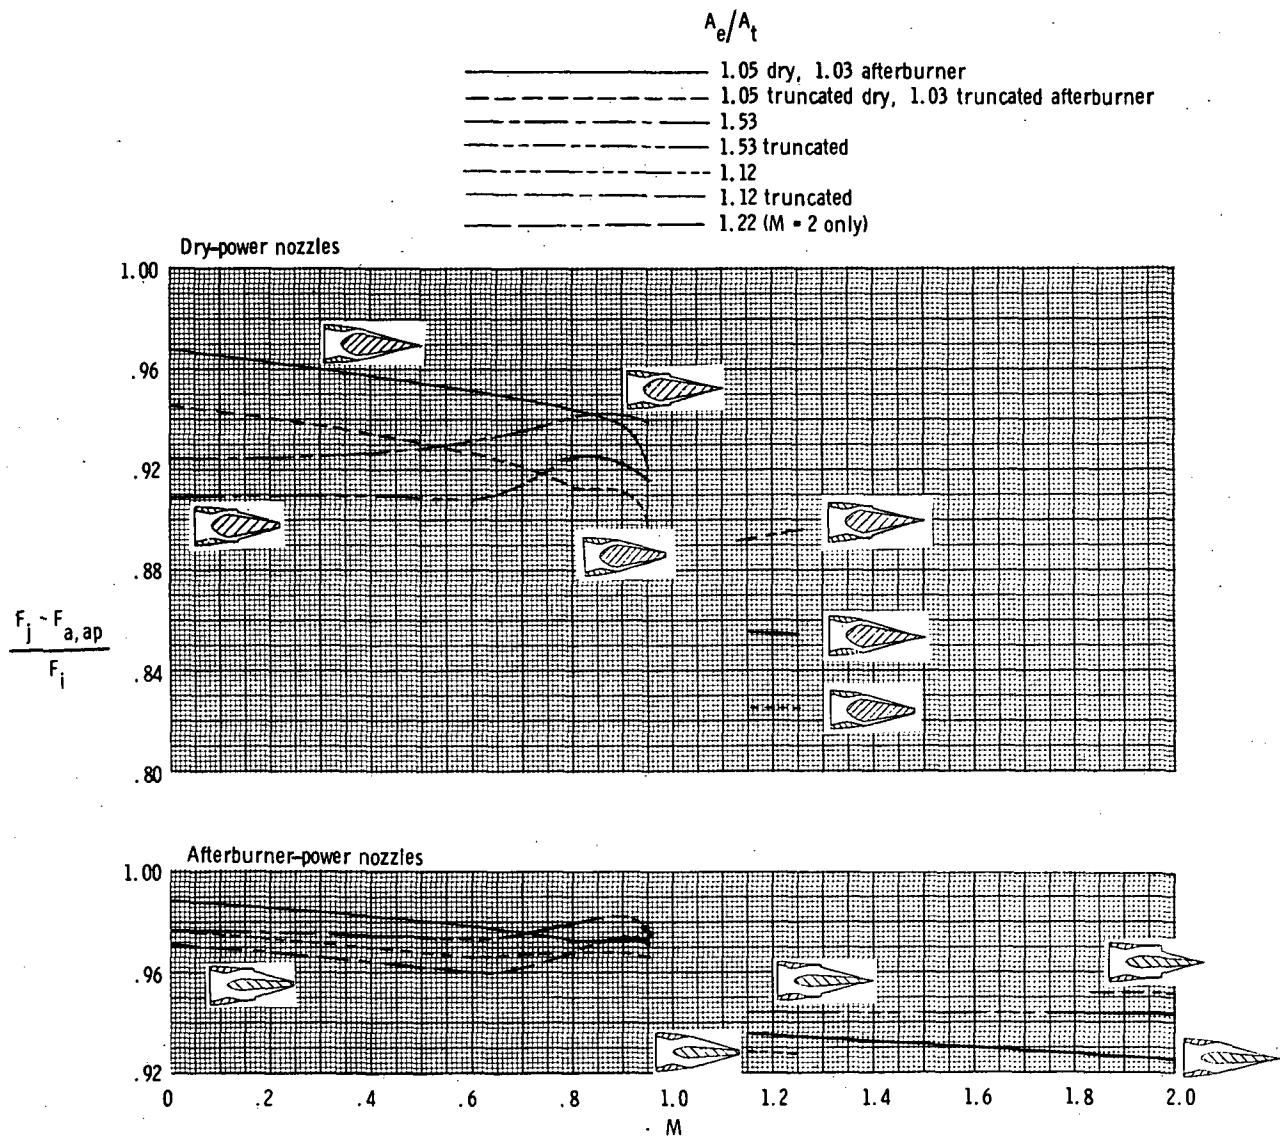 A_e/A_t
1.05 dry, 1.03 afterburner
1.05 truncated dry, 1.03 truncated afterburner
1.53
1.53 truncated
1.12
1.12 truncated
1.22 (M = 2 only)
Dry-power nozzles
1.00
.96
.92
.88
F_j - F_a,ap
F_i
.84
.80
Afterburner-power nozzles
1.00
.96
.92
0 .2 .4 .6 .8 1.0 1.2 1.4 1.6 1.8 2.0
M